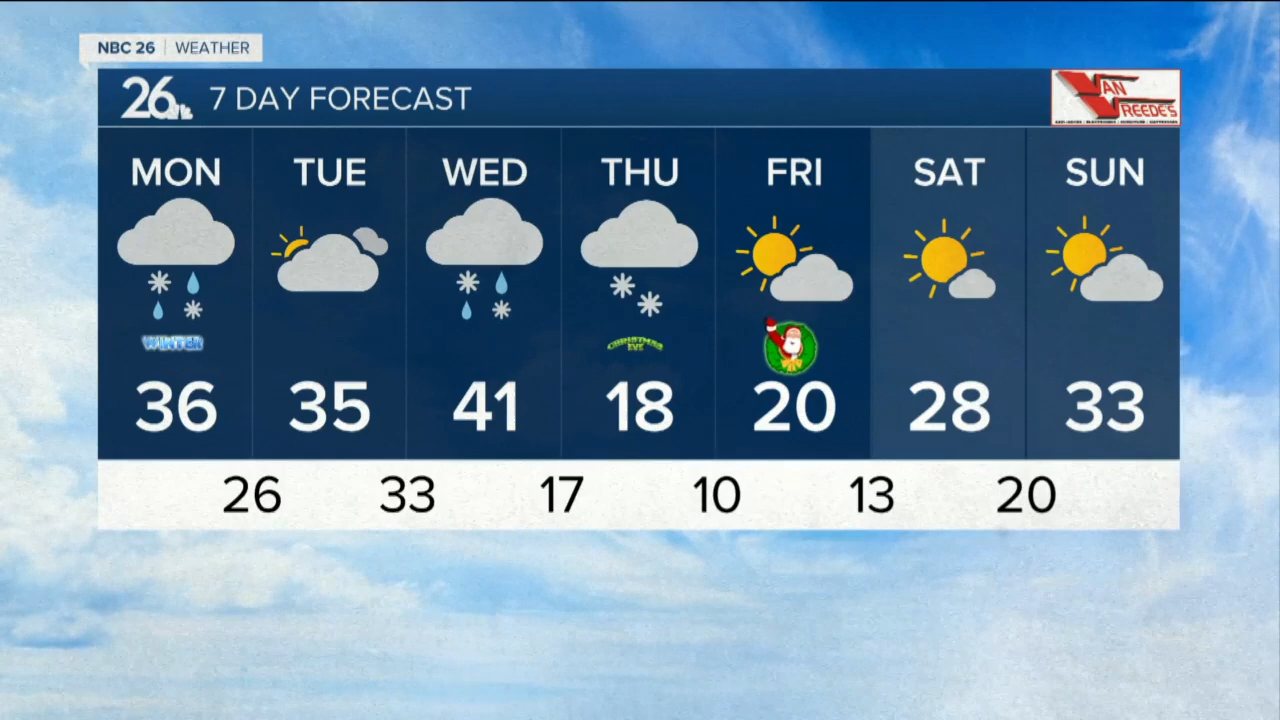 NBC 26 | WEATHER
26 7 DAY FORECAST
VAN
VREEDE'S
MON TUE WED THU FRI SAT SUN
WINTER CHRISTMAS
EVE
36 35 41 18 20 28 33
26 33 17 10 13 20